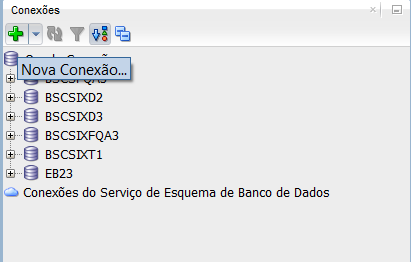 Conexões
Nova Conexão...
BSCSIXD2
BSCSIXD3
BSCSIXFQA3
BSCSIXT1
EB23
Conexões do Serviço de Esquema de Banco de Dados